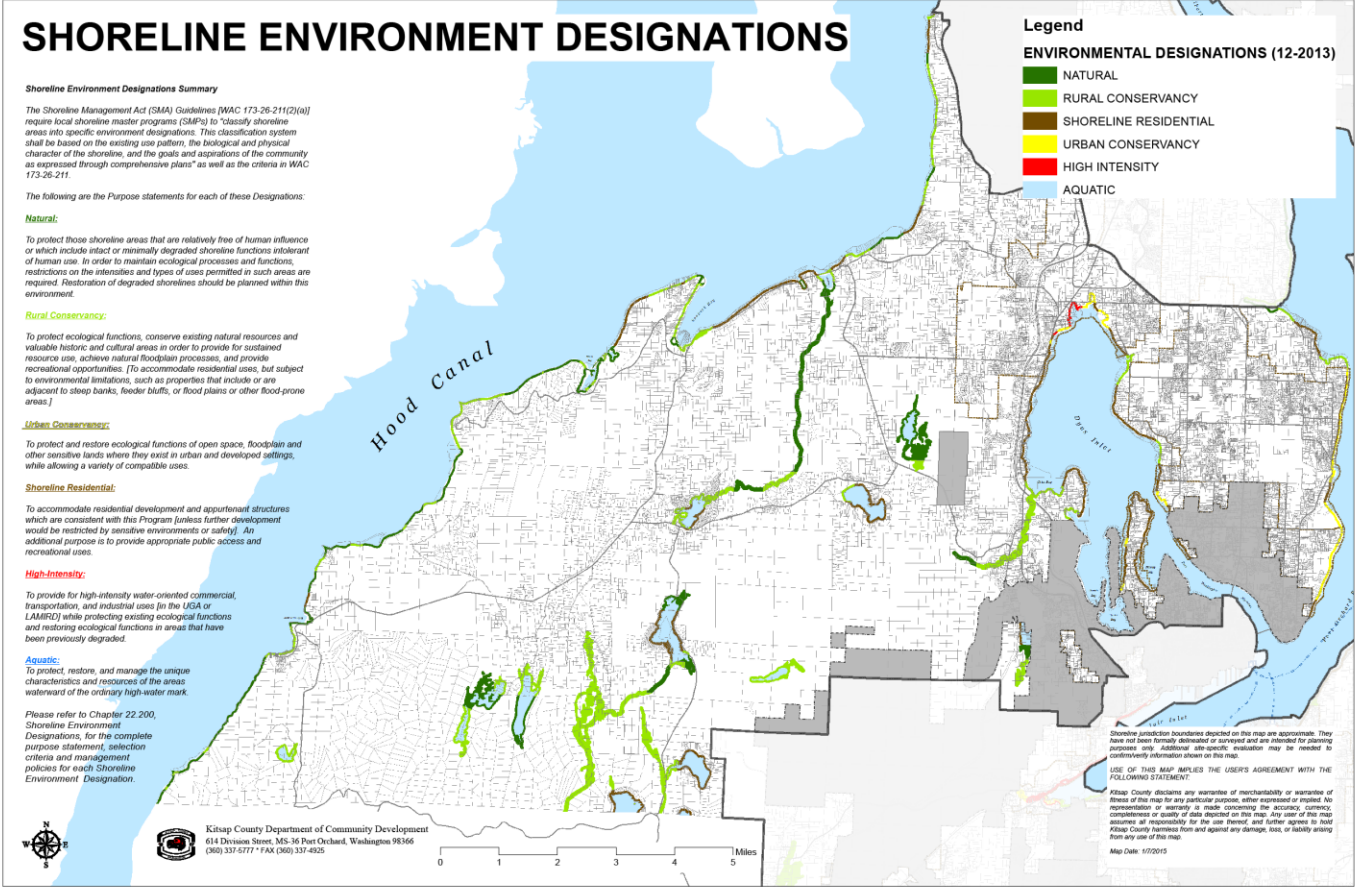 SHORELINE ENVIRONMENT DESIGNATIONS
Shoreline Environment Designations Summary
The Shoreline Management Act (SMA) Guidelines [WAC 173-26-211(2)(a)]
require local shoreline master programs (SMPs) to "classify shoreline
areas into specific environment designations. This classification system
shall be based on the existing use pattern, the biological and physical
character of the shoreline, and the goals and aspirations of the community
as expressed through comprehensive plans" as well as the criteria in WAC
173-26-211.
The following are the Purpose statements for each of these Designations:
Natural:
To protect those shoreline areas that are relatively free of human influence
or which include intact or minimally degraded shoreline functions intolerant
of human use. In order to maintain ecological processes and functions,
restrictions on the intensities and types of uses permitted in such areas are
required. Restoration of degraded shorelines should be planned within this
environment.
Rural Conservancy:
To protect ecological functions, conserve existing natural resources and
valuable historic and cultural areas in order to provide for sustained
resource use, achieve natural floodplain processes, and provide
recreational opportunities. [To accommodate residential uses, but subject
to environmental limitations, such as properties that include or are
adjacent to steep banks, feeder bluffs, or flood plains or other flood-prone
areas.]
Urban Conservancy:
To protect and restore ecological functions of open space, floodplain and
other sensitive lands where they exist in urban and developed settings,
while allowing a variety of compatible uses.
Shoreline Residential:
To accommodate residential development and appurtenant structures
which are consistent with this Program [unless further development
would be restricted by sensitive environments or safety]. An
additional purpose is to provide appropriate public access and
recreational uses.
High-Intensity:
To provide for high-intensity water-oriented commercial,
transportation, and industrial uses [in the UGA or
LAMIRD] while protecting existing ecological functions
and restoring ecological functions in areas that have
been previously degraded.
Aquatic:
To protect, restore, and manage the unique
characteristics and resources of the areas
waterward of the ordinary high-water mark.
Please refer to Chapter 22.200,
Shoreline Environment
Designations, for the complete
purpose statement, selection
criteria and management
policies for each Shoreline
Environment Designation.
N
W E
S
Kitsap County Department of Community Development
614 Division Street, MS-36 Port Orchard, Washington 98366
(360) 337-5777 * FAX (360) 337-4925
Miles
0 1 2 3 4 5
Hood Canal
Dyes Inlet
Legend
ENVIRONMENTAL DESIGNATIONS (12-2013)
NATURAL
RURAL CONSERVANCY
SHORELINE RESIDENTIAL
URBAN CONSERVANCY
HIGH INTENSITY
AQUATIC
Shoreline jurisdiction boundaries depicted on this map are approximate. They
have not been formally delineated or surveyed and are intended for planning
purposes only. Additional site-specific evaluation may be needed to
confirm/verify information shown on this map.
USE OF THIS MAP IMPLIES THE USER'S AGREEMENT WITH THE
FOLLOWING STATEMENT:
Kitsap County disclaims any warrantee of merchantability or warrantee of
fitness of this map for any particular purpose, either expressed or implied. No
representation or warranty is made concerning the accuracy, currency,
completeness or quality of data depicted on this map. Any user of this map
assumes all responsibility for the use thereof, and further agrees to hold
Kitsap County harmless from and against any damage, loss, or liability arising
from any use of this map.
Map Date: 1/7/2015